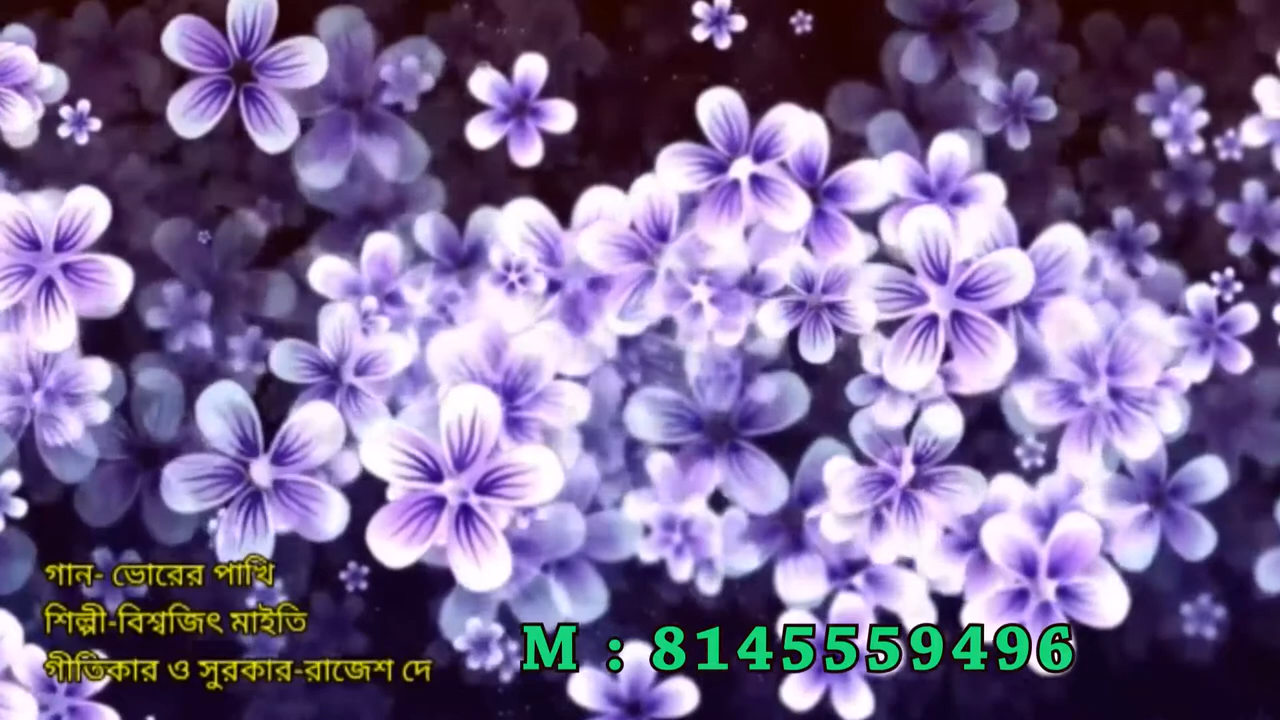 গান- ভোরের পাখি
শিল্পী-বিশ্বজিৎ মাইতি
গীতিকার ও সুরকার-রাজেশ দে
M : 8145559496